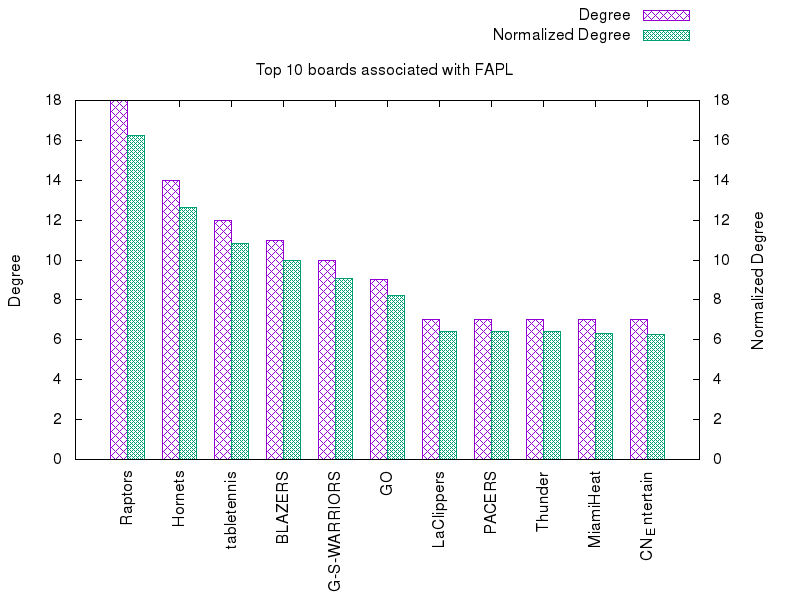 Degree
Normalized Degree
Top 10 boards associated with FAPL
18
16
14
12
10
8
6
4
2
0
18
16
14
12
10
8
6
4
2
0
Degree
Normalized Degree
Raptors
Hornets
tabletennis
BLAZERS
G-S-WARRIORS
GO
LaClippers
PACERS
Thunder
MiamiHeat
CNEntertain